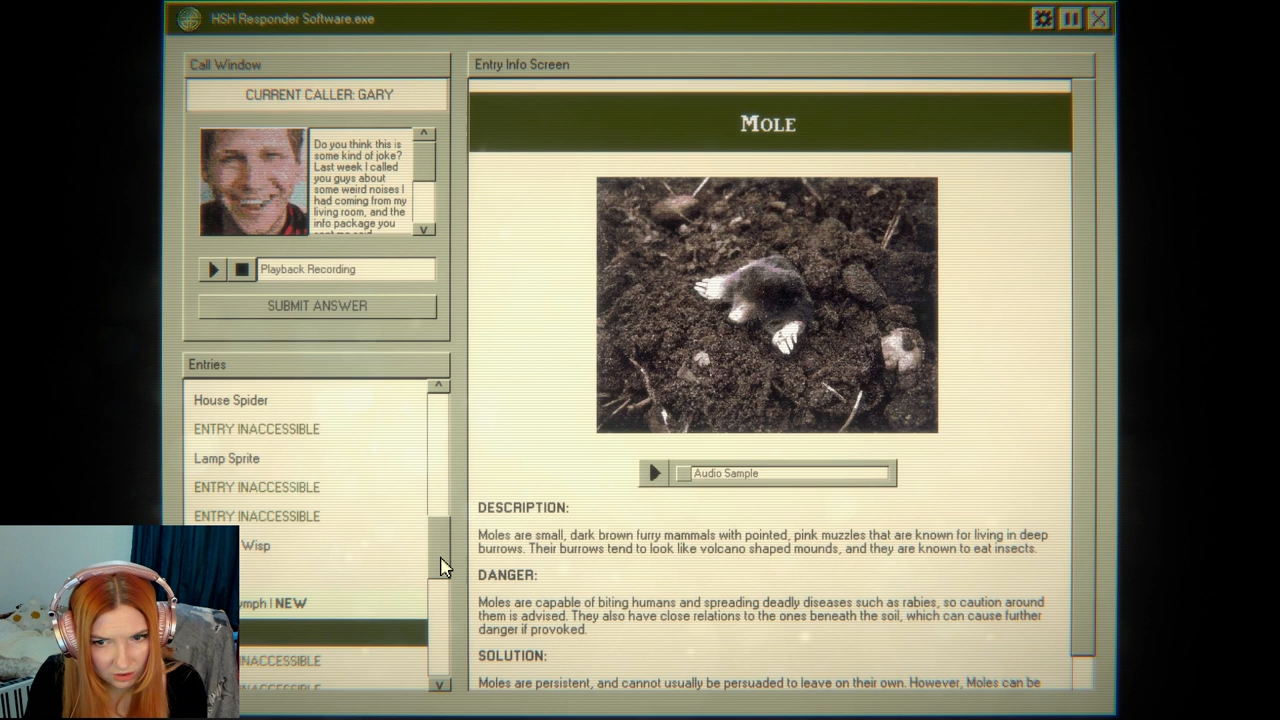 HSH Responder Software.exe
Call Window
CURRENT CALLER: GARY
Do you think this is
some kind of joke?
Last week I called
you guys about
some weird noises I
had coming from my
living room, and the
info package you
Playback Recording
SUBMIT ANSWER
Entries
House Spider
ENTRY INACCESSIBLE
Lamp Sprite
ENTRY INACCESSIBLE
ENTRY INACCESSIBLE
Wisp
ymph | NEW
NACCESSIBLE
Entry Info Screen
MOLE
Audio Sample
DESCRIPTION:
Moles are small, dark brown furry mammals with pointed, pink muzzles that are known for living in deep
burrows. Their burrows tend to look like volcano shaped mounds, and they are known to eat insects.
DANGER:
Moles are capable of biting humans and spreading deadly diseases such as rabies, so caution around
them is advised. They also have close relations to the ones beneath the soil, which can cause further
danger if provoked.
SOLUTION:
Moles are persistent, and cannot usually be persuaded to leave on their own. However, Moles can be